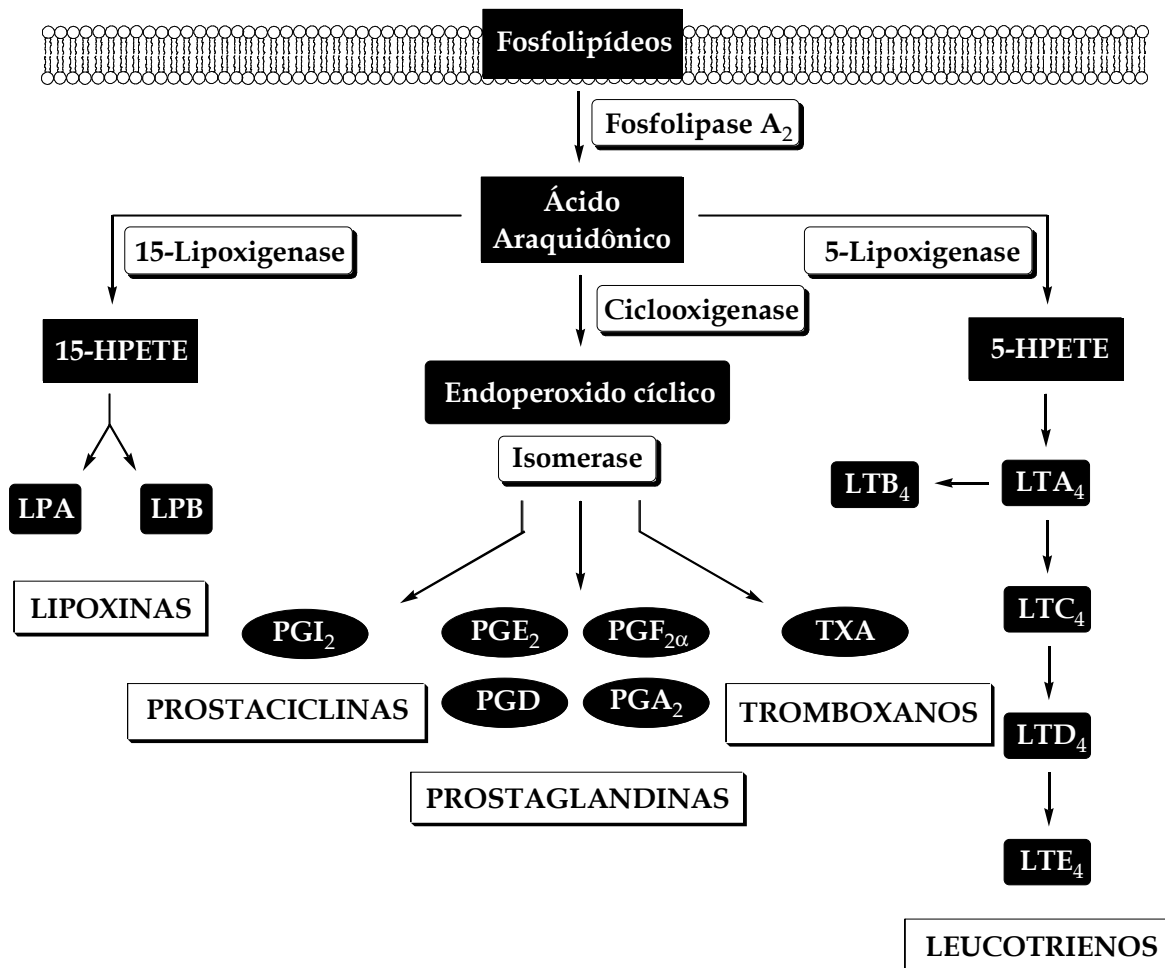 Fosfolipídeos
Fosfolipase A₂
Ácido
Araquidônico
15-Lipoxigenase
5-Lipoxigenase
Ciclooxigenase
15-HPETE
5-HPETE
Endoperoxido cíclico
Isomerase
LPA
LPB
LTB₄
LTA₄
LIPOXINAS
LTC₄
PGI₂
PGE₂
PGF₂α
TXA
PROSTACICLINAS
PGD
PGA₂
TROMBOXANOS
LTD₄
PROSTAGLANDINAS
LTE₄
LEUCOTRIENOS